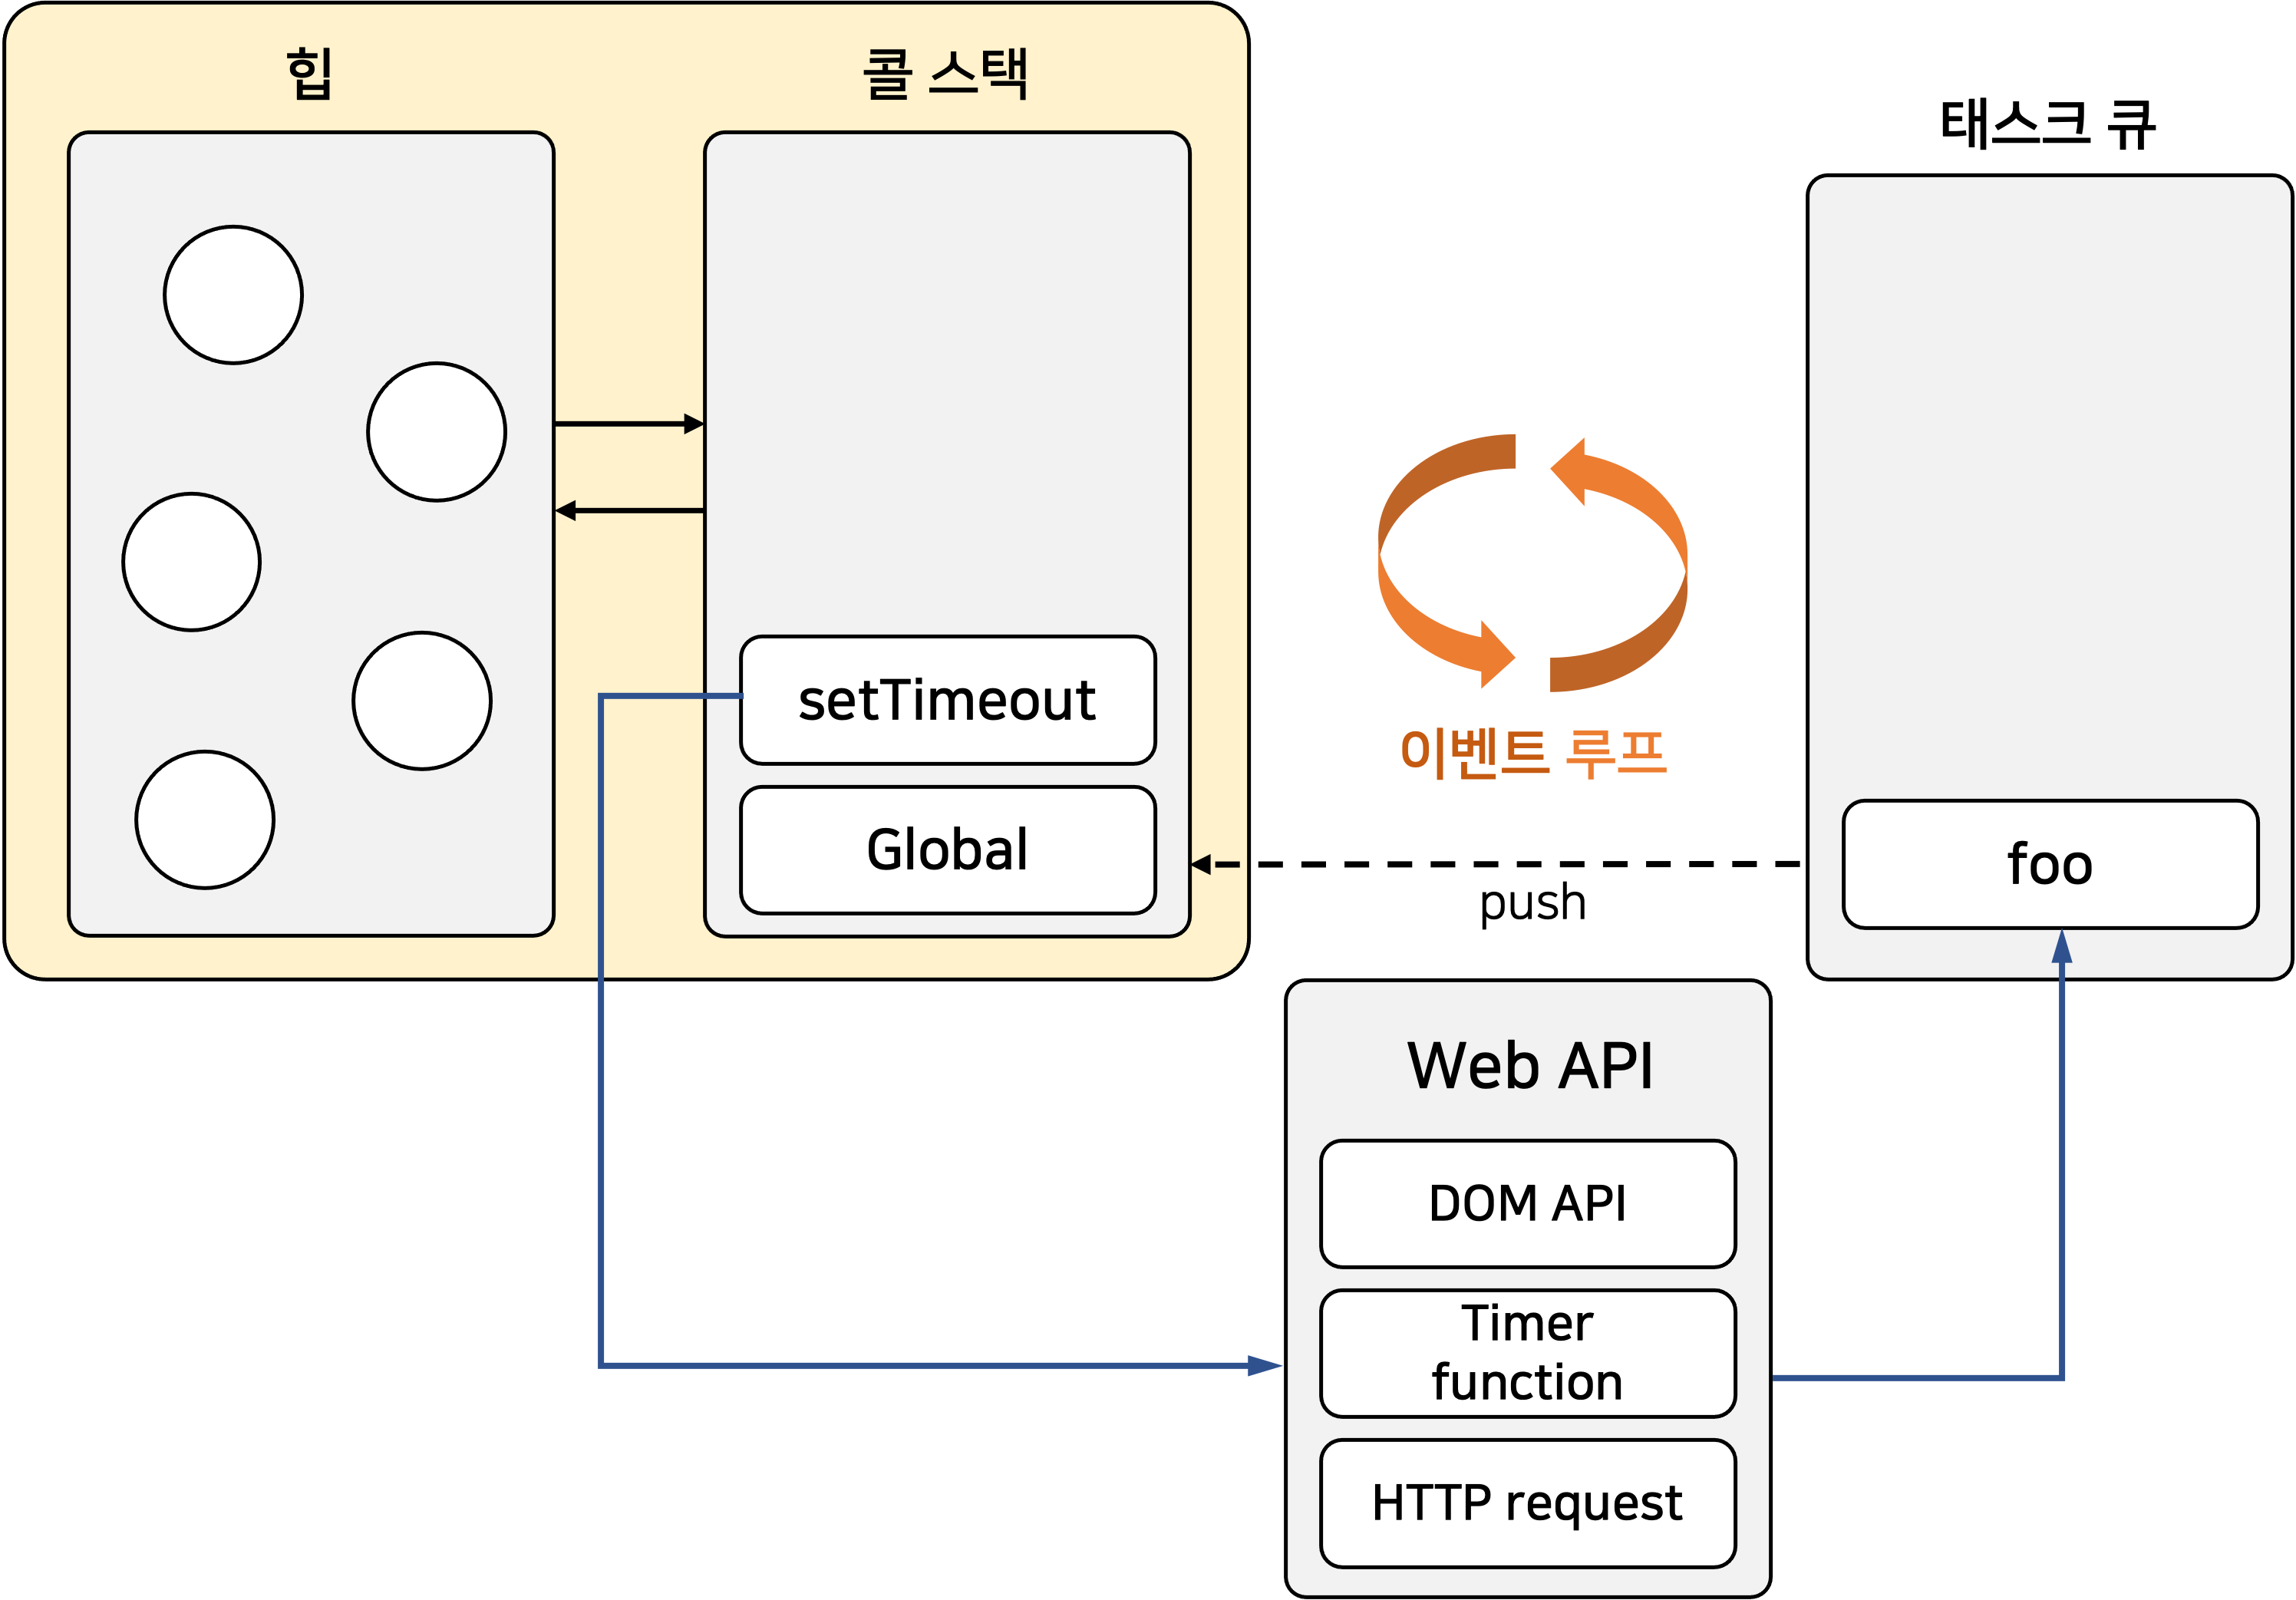 힙
콜 스택
태스크 큐
setTimeout
이벤트 루프
Global
foo
push
Web API
DOM API
Timer
function
HTTP request